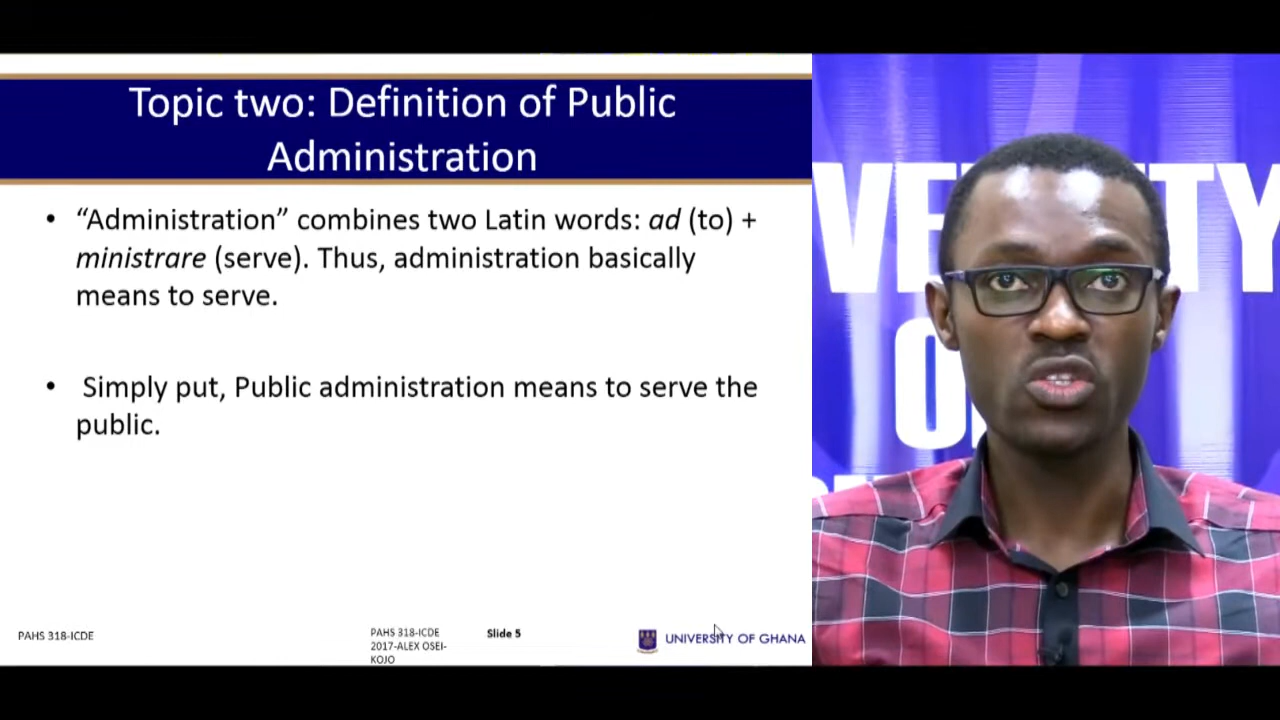 Topic two: Definition of Public
Administration
• “Administration” combines two Latin words: ad (to) +
ministrare (serve). Thus, administration basically
means to serve.
• Simply put, Public administration means to serve the
public.
PAHS 318-ICDE
PAHS 318-ICDE
2017-ALEX OSEI-
KOJO
Slide 5
UNIVERSITY OF GHANA